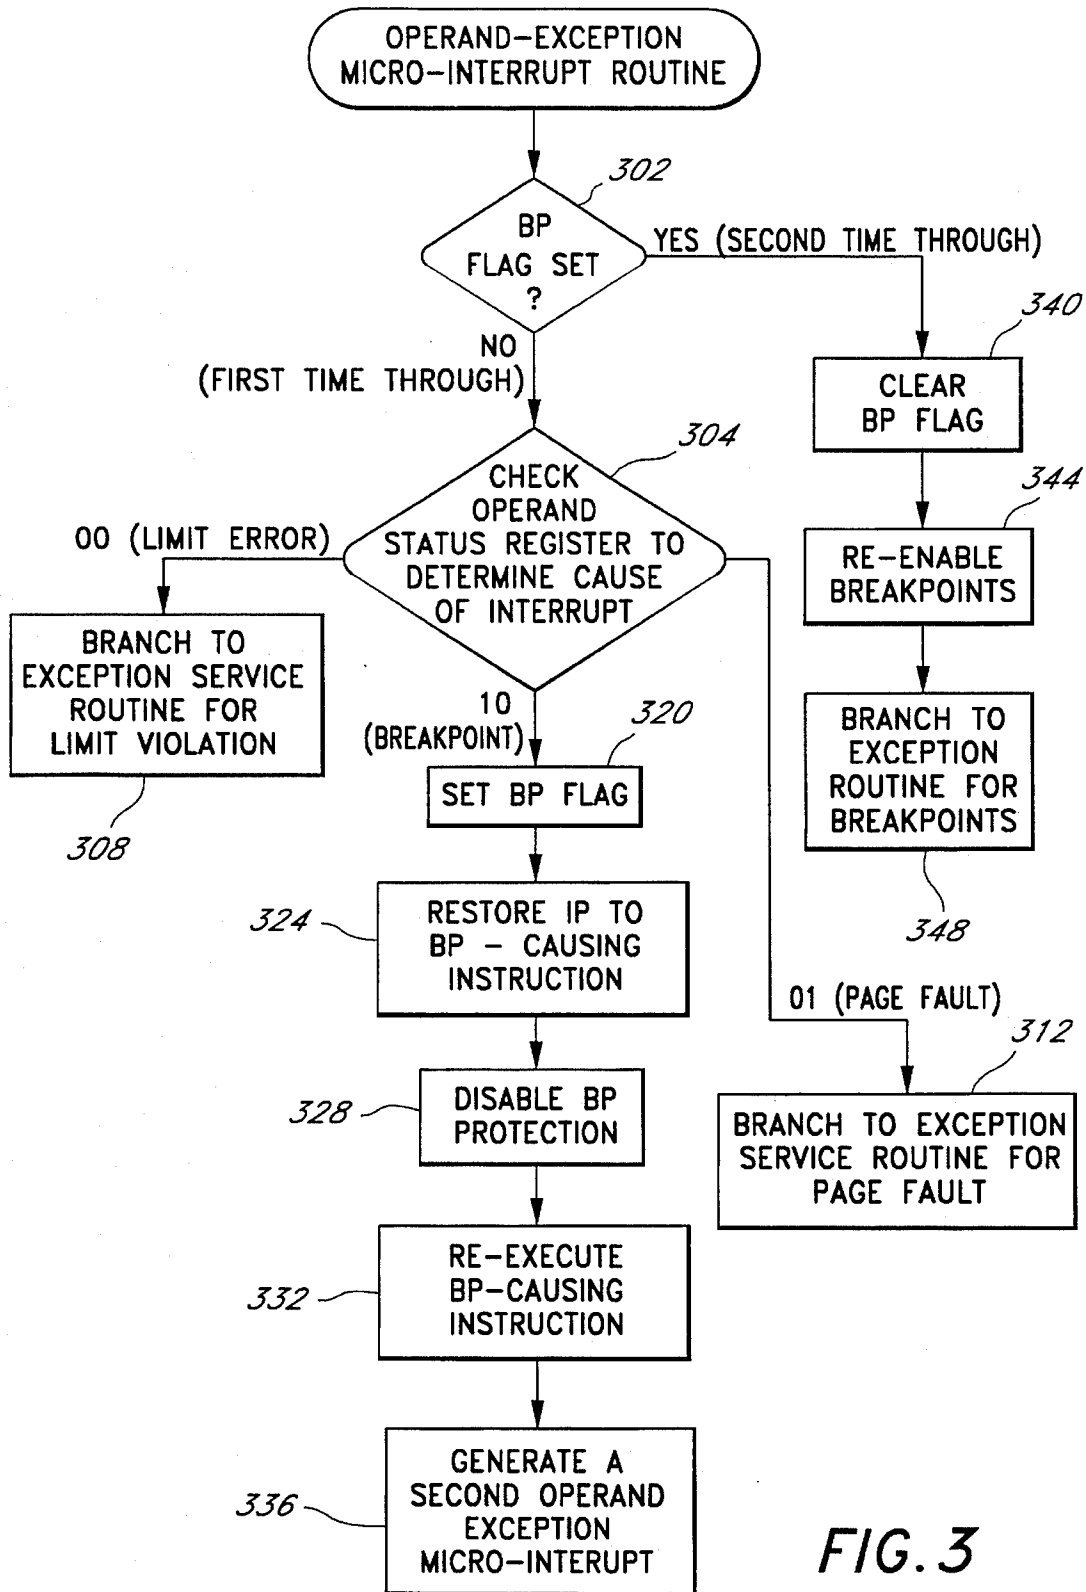 OPERAND-EXCEPTION
MICRO-INTERRUPT ROUTINE
302
BP
FLAG SET
?
YES (SECOND TIME THROUGH)
NO
(FIRST TIME THROUGH)
340
CLEAR
BP FLAG
304
CHECK
OPERAND
STATUS REGISTER TO
DETERMINE CAUSE
OF INTERRUPT
344
RE-ENABLE
BREAKPOINTS
00 (LIMIT ERROR)
BRANCH TO
EXCEPTION SERVICE
ROUTINE FOR
LIMIT VIOLATION
308
10
(BREAKPOINT)
320
SET BP FLAG
BRANCH TO
EXCEPTION
ROUTINE FOR
BREAKPOINTS
348
324
RESTORE IP TO
BP - CAUSING
INSTRUCTION
01 (PAGE FAULT)
312
BRANCH TO EXCEPTION
SERVICE ROUTINE FOR
PAGE FAULT
328
DISABLE BP
PROTECTION
332
RE-EXECUTE
BP-CAUSING
INSTRUCTION
336
GENERATE A
SECOND OPERAND
EXCEPTION
MICRO-INTERUPT
FIG. 3